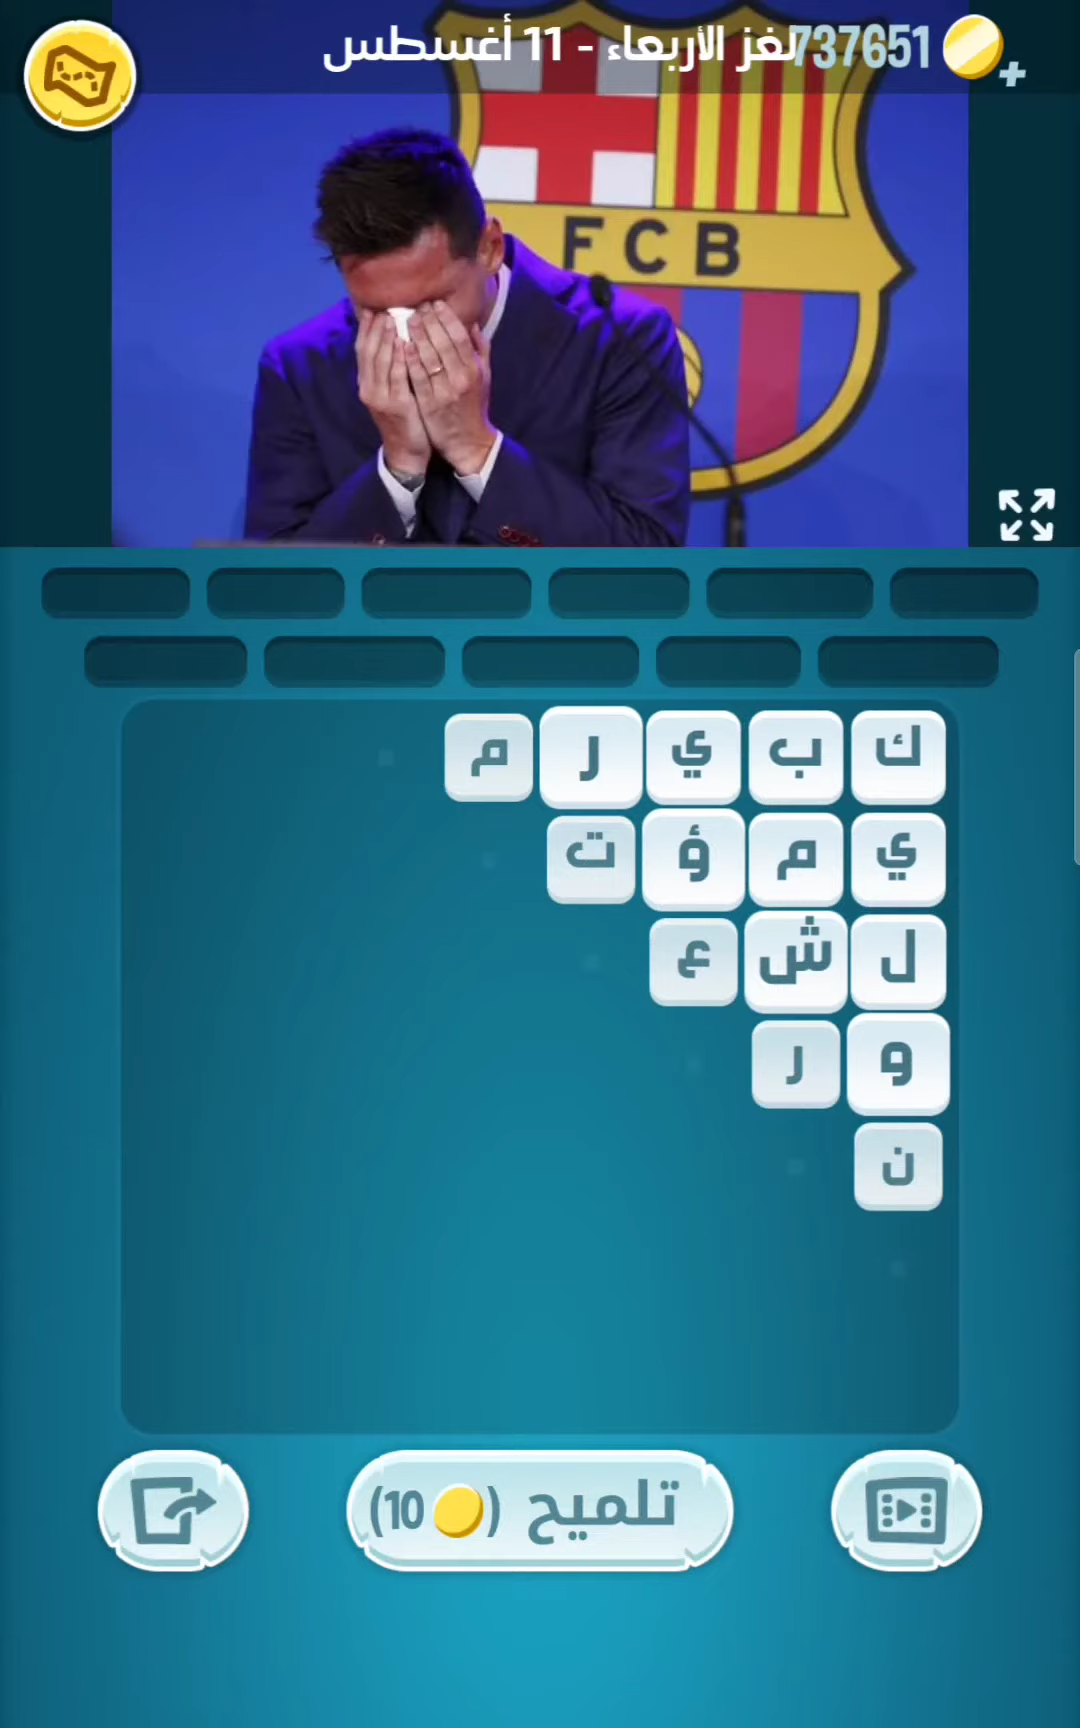 لغز الأربعاء - 11 أغسطس
737651
FCB
ك ب ي ر م
ي م ؤ ت
ل ش ع
و ر
ن
تلميح (10)